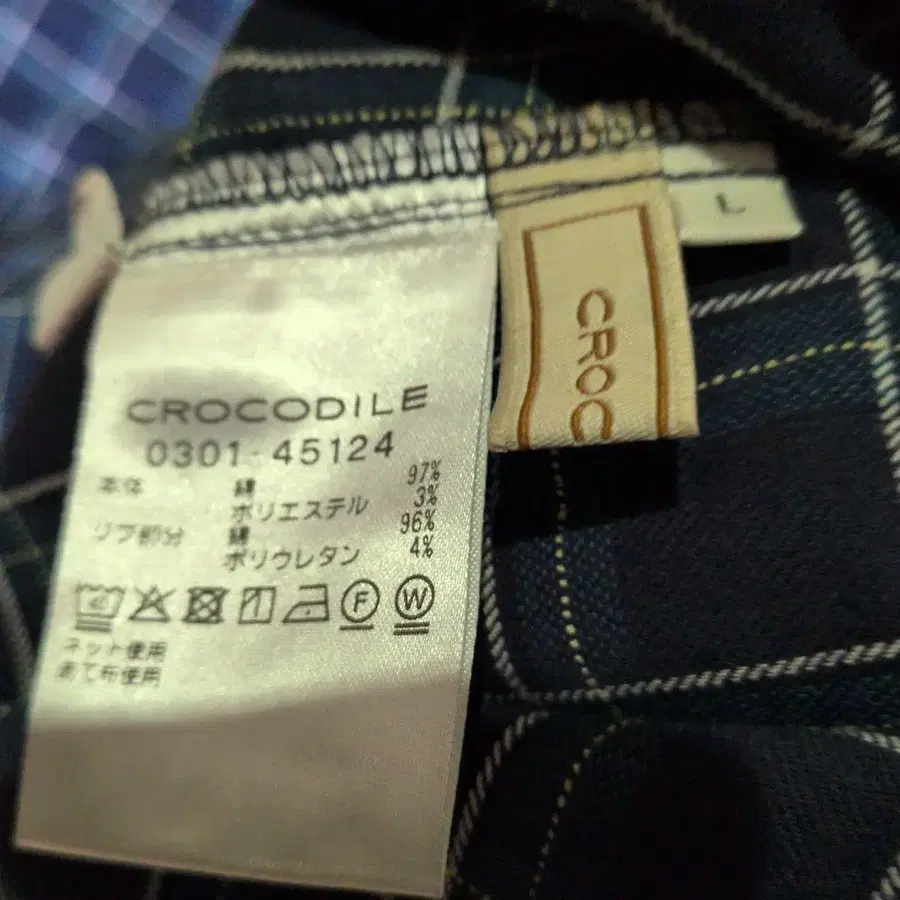 CROCODILE
0301-45124
本体 綿 97%
ポリエステル 3%
リブ部分 綿 96%
ポリウレタン 4%
F W
ネット使用
あて布使用
CROC
L